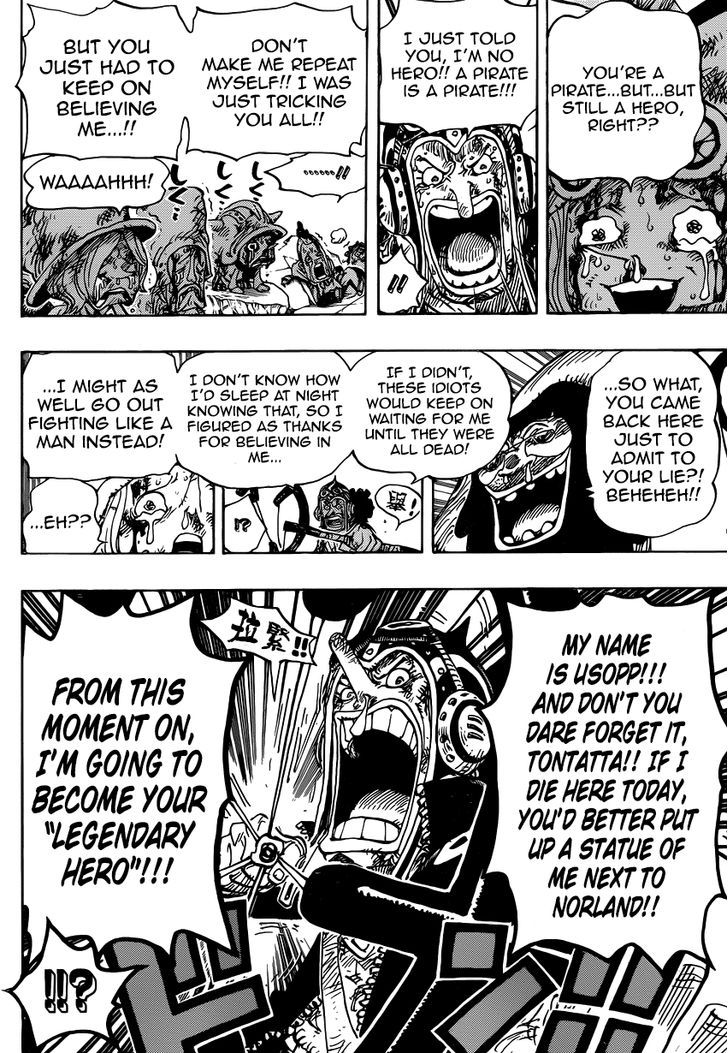 YOU'RE A
PIRATE...BUT...BUT
STILL A HERO,
RIGHT??
I JUST TOLD
YOU, I'M NO
HERO!! A PIRATE
IS A PIRATE!!!
!!
DON'T
MAKE ME REPEAT
MYSELF!! I WAS
JUST TRICKING
YOU ALL!!
......!!
BUT YOU
JUST HAD TO
KEEP ON
BELIEVING
ME...!!
WAAAAHHH!
...SO WHAT,
YOU CAME
BACK HERE
JUST TO
ADMIT TO
YOUR LIE?!
BEHEHEH!!
IF I DIDN'T,
THESE IDIOTS
WOULD KEEP ON
WAITING FOR ME
UNTIL THEY WERE
ALL DEAD!
I DON'T KNOW HOW
I'D SLEEP AT NIGHT
KNOWING THAT, SO I
FIGURED AS THANKS
FOR BELIEVING IN
ME...
!?
...I MIGHT AS
WELL GO OUT
FIGHTING LIKE A
MAN INSTEAD!
...EH??
MY NAME
IS USOPP!!!
AND DON'T YOU
DARE FORGET IT,
TONTATTA!! IF I
DIE HERE TODAY,
YOU'D BETTER PUT
UP A STATUE OF
ME NEXT TO
NORLAND!!
拉緊!!
FROM THIS
MOMENT ON,
I'M GOING TO
BECOME YOUR
"LEGENDARY
HERO"!!!
!!?
ドン!!